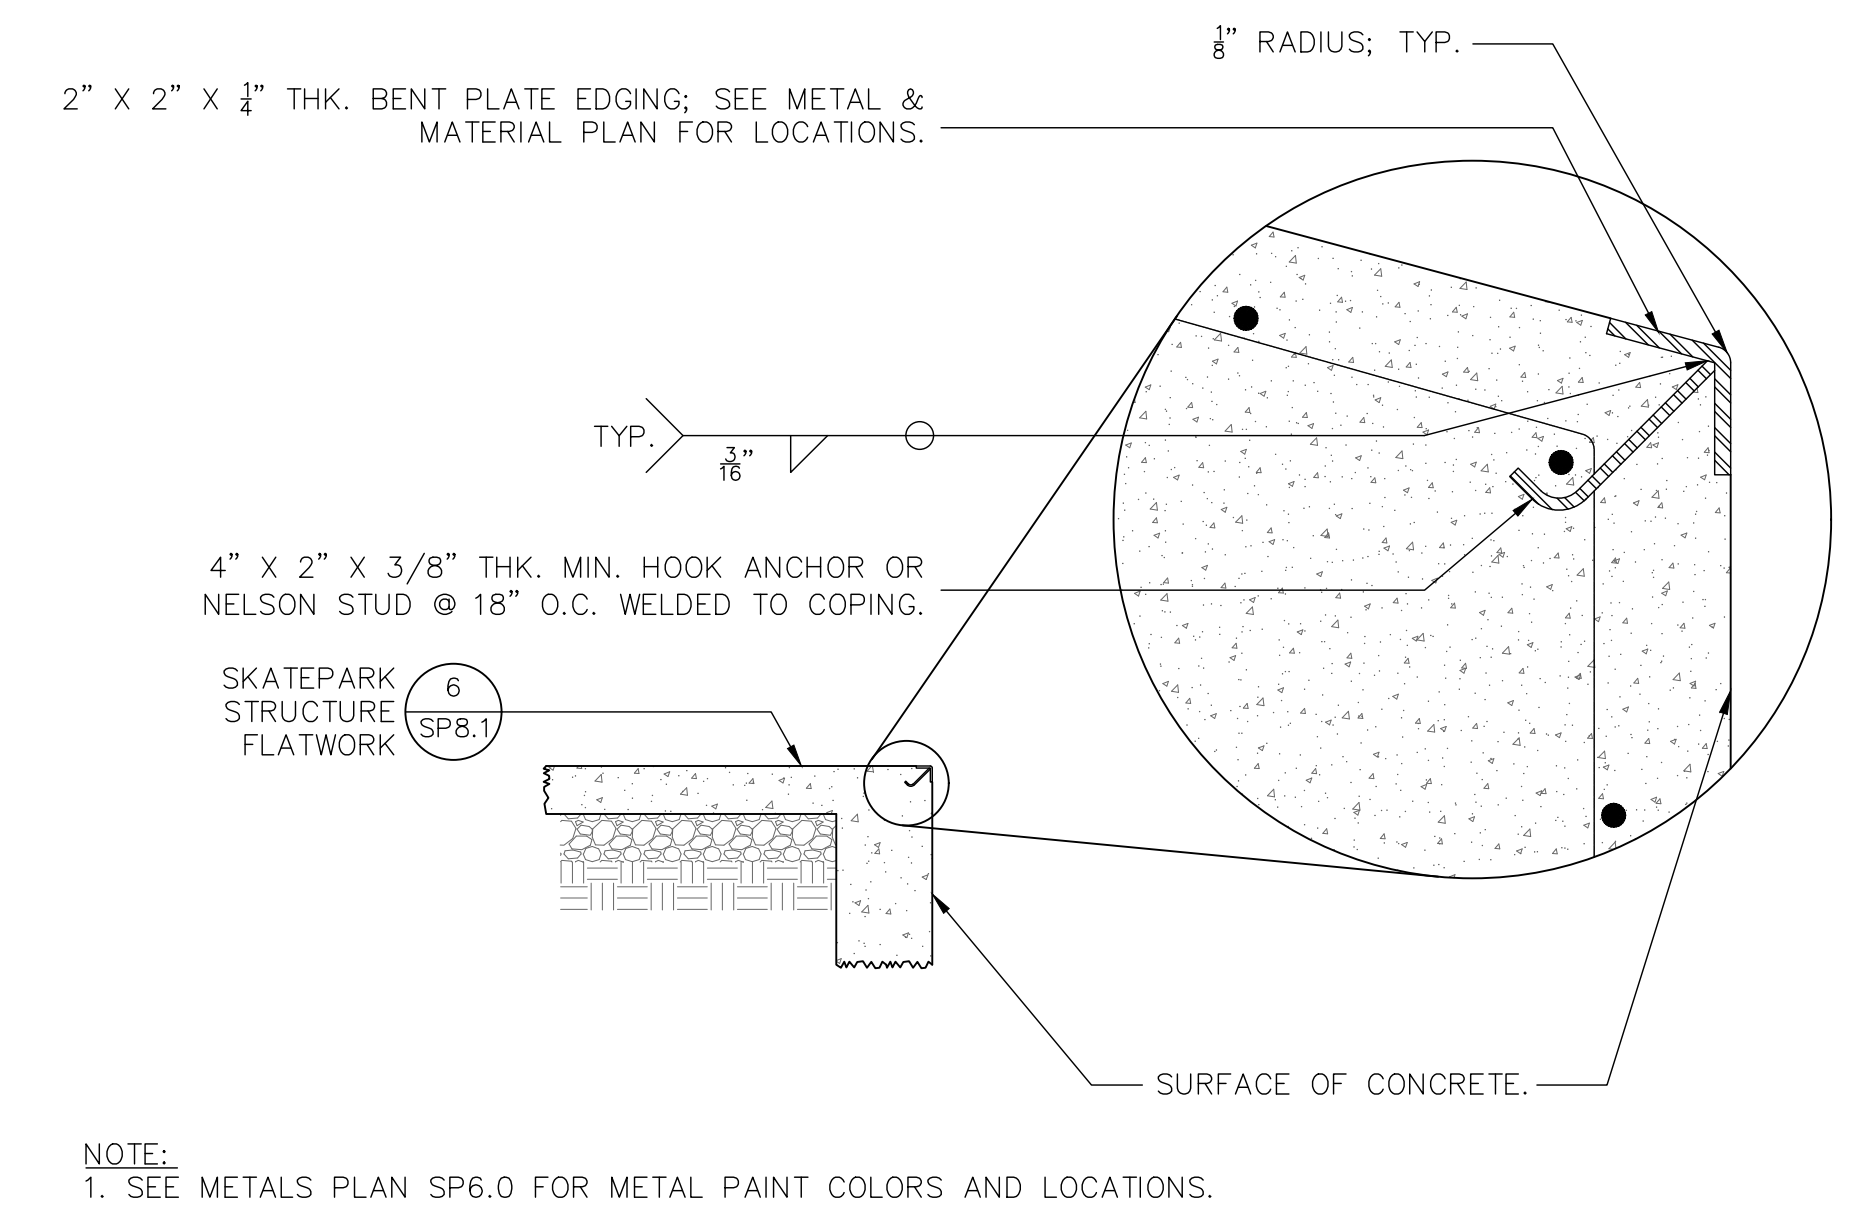 1/8” RADIUS; TYP.
2” X 2” X 1/4” THK. BENT PLATE EDGING; SEE METAL &
MATERIAL PLAN FOR LOCATIONS.
TYP.
3/16”
4” X 2” X 3/8” THK. MIN. HOOK ANCHOR OR
NELSON STUD @ 18” O.C. WELDED TO COPING.
SKATEPARK
STRUCTURE
FLATWORK
6
SP8.1
SURFACE OF CONCRETE.
NOTE:
1. SEE METALS PLAN SP6.0 FOR METAL PAINT COLORS AND LOCATIONS.